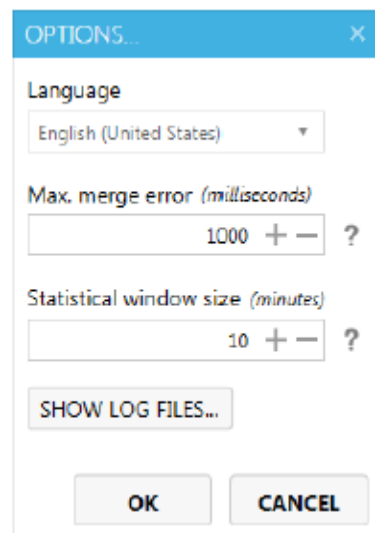 OPTIONS...
Language
English (United States)
Max. merge error (milliseconds)
1000 + − ?
Statistical window size (minutes)
10 + − ?
SHOW LOG FILES...
OK CANCEL